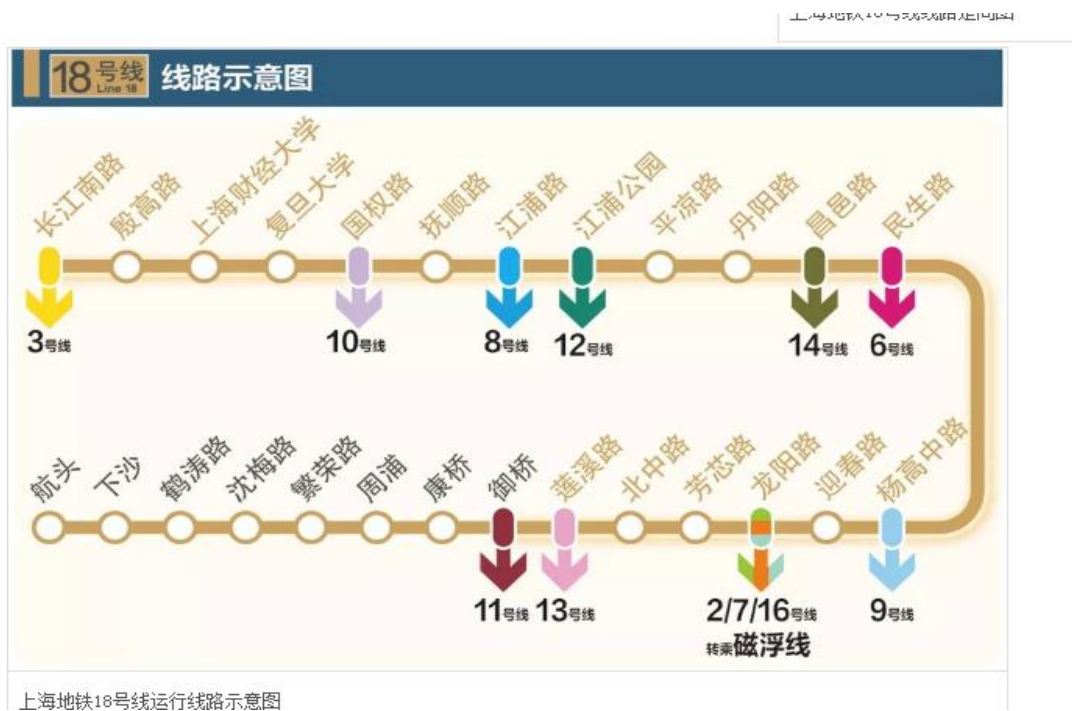 18号线 线路示意图
Line 18
长江南路 殷高路 上海财经大学 复旦大学 国权路 抚顺路 江浦路 江浦公园 平凉路 丹阳路 昌邑路 民生路
3号线 10号线 8号线 12号线 14号线 6号线
航头 下沙 鹤涛路 沈梅路 繁荣路 周浦 康桥 御桥 莲溪路 北中路 芳芯路 龙阳路 迎春路 杨高中路
11号线 13号线 2/7/16号线 9号线
转乘磁浮线
上海地铁18号线运行线路示意图